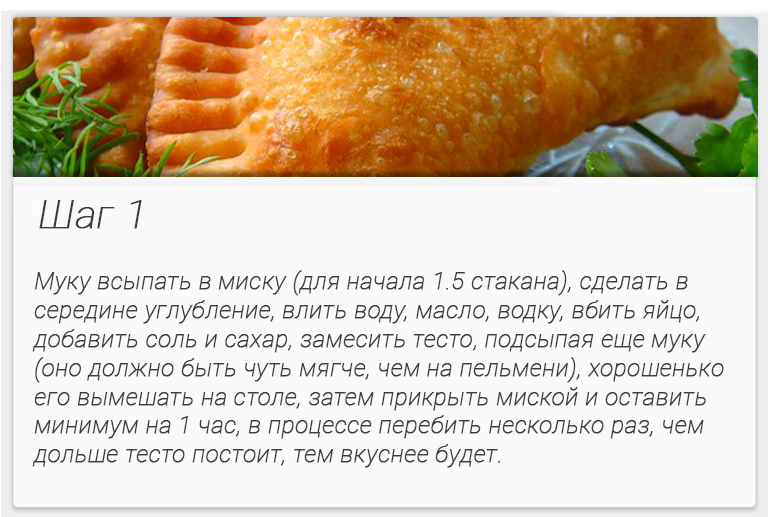 Шаг 1
Муку всыпать в миску (для начала 1.5 стакана), сделать в
середине углубление, влить воду, масло, водку, вбить яйцо,
добавить соль и сахар, замесить тесто, подсыпая еще муку
(оно должно быть чуть мягче, чем на пельмени), хорошенько
его вымешать на столе, затем прикрыть миской и оставить
минимум на 1 час, в процессе перебить несколько раз, чем
дольше тесто постоит, тем вкуснее будет.